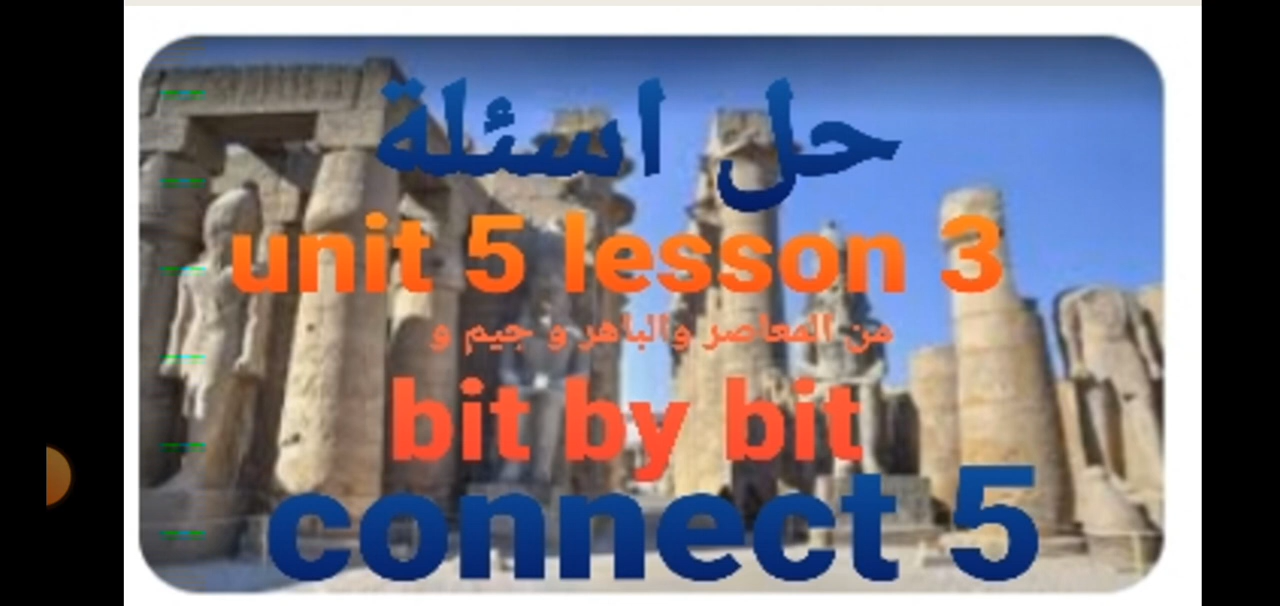 حل اسئلة
unit 5 lesson 3
من المعاصر والباهر و جيم و
bit by bit
connect 5